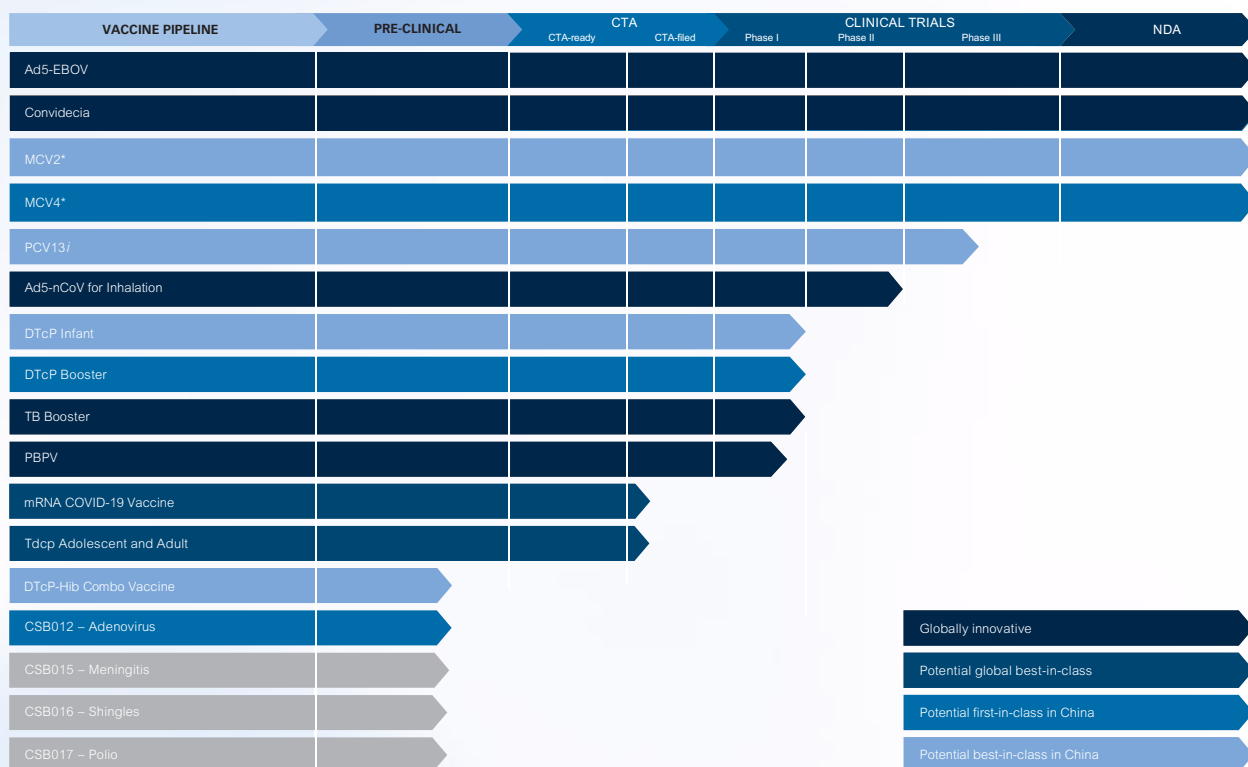 VACCINE PIPELINE
PRE-CLINICAL
CTA
CTA-ready
CTA-filed
CLINICAL TRIALS
Phase I
Phase II
Phase III
NDA
Ad5-EBOV
Convidecia
MCV2*
MCV4*
PCV13i
Ad5-nCoV for Inhalation
DTcP Infant
DTcP Booster
TB Booster
PBPV
mRNA COVID-19 Vaccine
Tdcp Adolescent and Adult
DTcP-Hib Combo Vaccine
CSB012 – Adenovirus
CSB015 – Meningitis
CSB016 – Shingles
CSB017 – Polio
Globally innovative
Potential global best-in-class
Potential first-in-class in China
Potential best-in-class in China